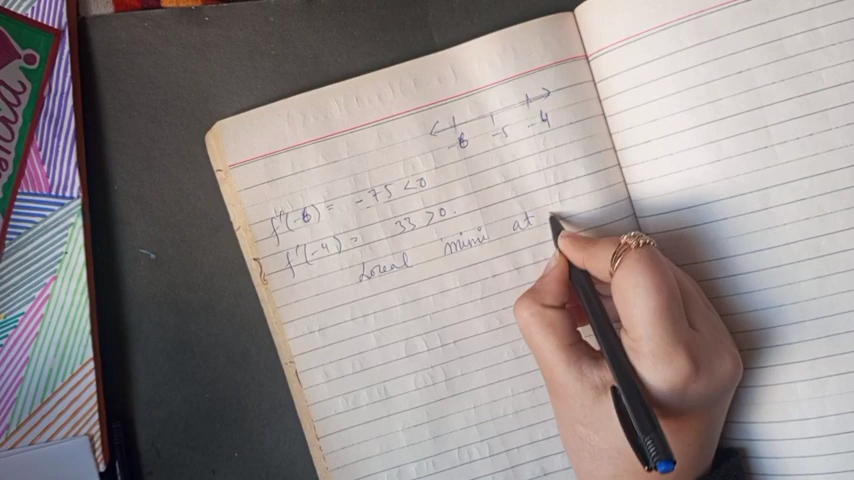 -6 -5 -4
f'(-6) = -.75 <0
f'(-4) = .33 >0.
Local mini at